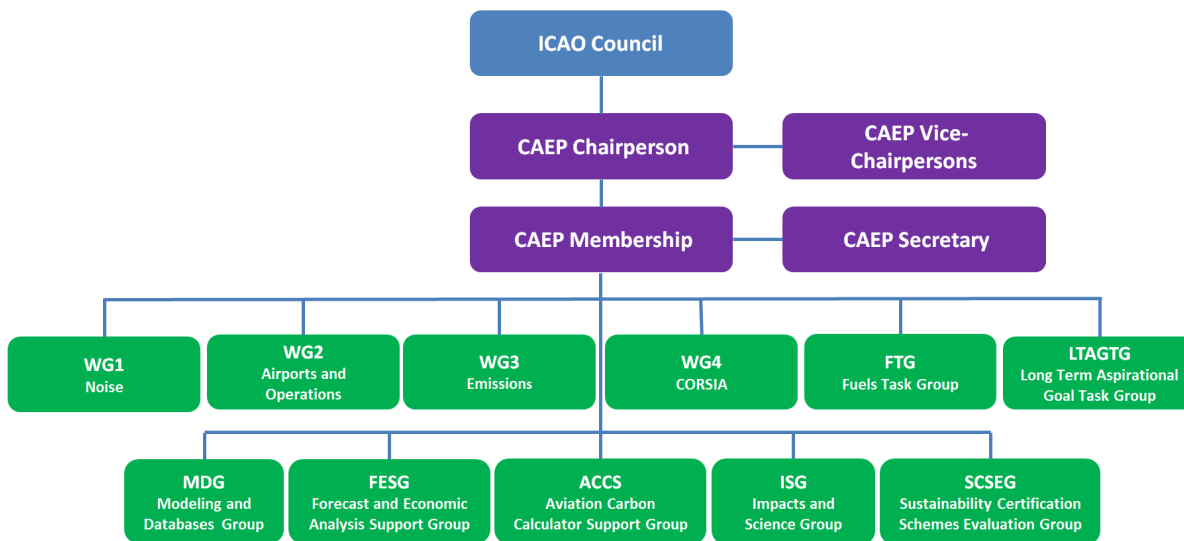 ICAO Council
CAEP Chairperson
CAEP Vice-
Chairpersons
CAEP Membership
CAEP Secretary
WG1
Noise
WG2
Airports and
Operations
WG3
Emissions
WG4
CORSIA
FTG
Fuels Task Group
LTAGTG
Long Term Aspirational
Goal Task Group
MDG
Modeling and
Databases Group
FESG
Forecast and Economic
Analysis Support Group
ACCS
Aviation Carbon
Calculator Support Group
ISG
Impacts and
Science Group
SCSEG
Sustainability Certification
Schemes Evaluation Group